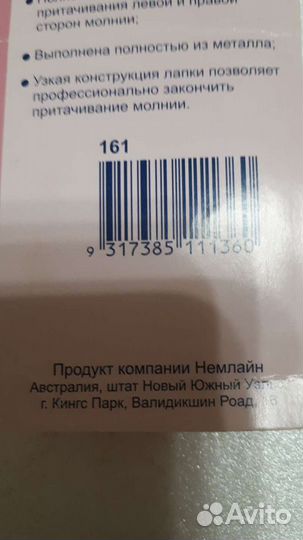 притачивания левой и правой
сторон молнии;
• Выполнена полностью из металла;
• Узкая конструкция лапки позволяет
профессионально закончить
притачивание молнии.
161
9 317385 111360
Продукт компании Немлайн
Австралия, штат Новый Южный
г. Кингс Парк, Валидикшин Роад,
Avito